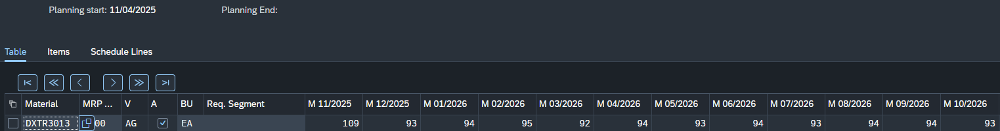 Planning start: 11/04/2025 Planning End:
Table Items Schedule Lines
Material MRP ... V A BU Req. Segment M 11/2025 M 12/2025 M 01/2026 M 02/2026 M 03/2026 M 04/2026 M 05/2026 M 06/2026 M 07/2026 M 08/2026 M 09/2026 M 10/2026
DXTR3013 00 AG EA 109 93 94 95 92 94 93 94 93 94 94 93